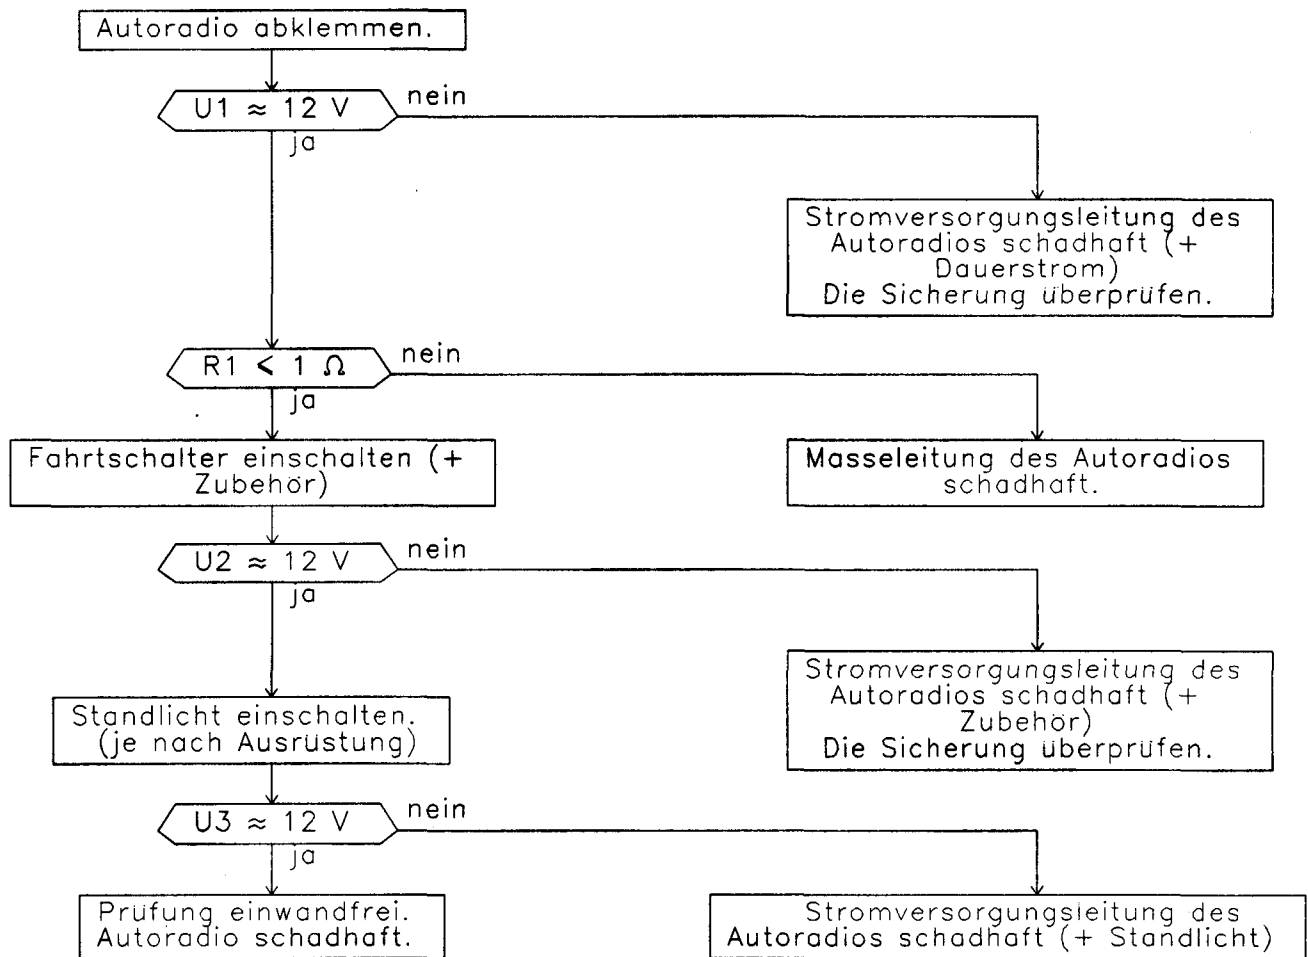 Autoradio abklemmen.
U1 ≈ 12 V
nein
ja
Stromversorgungsleitung des
Autoradios schadhaft (+
Dauerstrom)
Die Sicherung überprüfen.
R1 < 1 Ω
nein
ja
Fahrtschalter einschalten (+
Zubehör)
Masseleitung des Autoradios
schadhaft.
U2 ≈ 12 V
nein
ja
Stromversorgungsleitung des
Autoradios schadhaft (+
Zubehör)
Die Sicherung überprüfen.
Standlicht einschalten.
(je nach Ausrüstung)
U3 ≈ 12 V
nein
ja
Prüfung einwandfrei.
Autoradio schadhaft.
Stromversorgungsleitung des
Autoradios schadhaft (+ Standlicht)